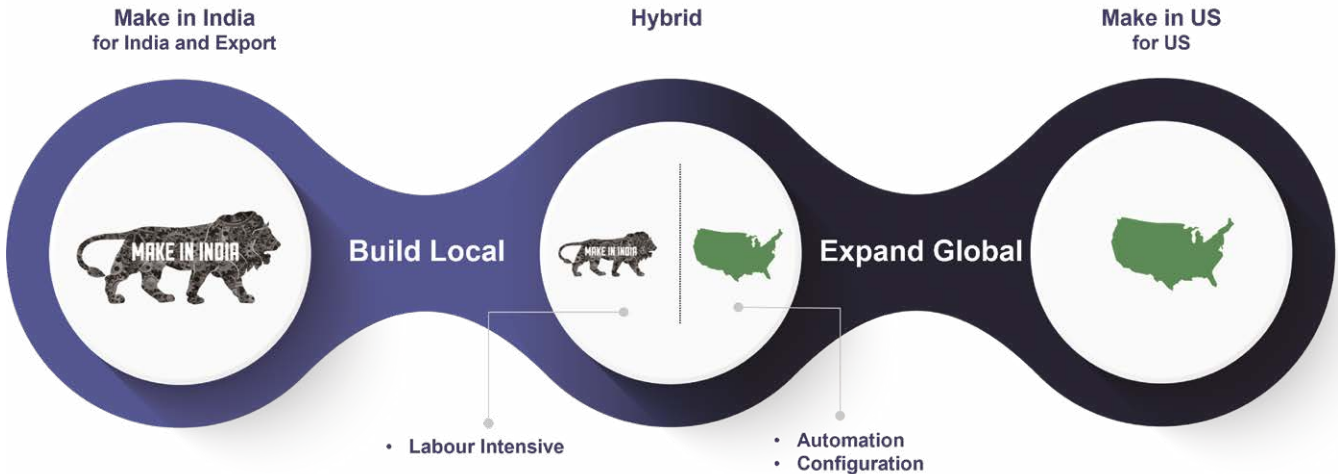 Make in India
for India and Export
Hybrid
Make in US
for US
MAKE IN INDIA
Build Local
MAKE IN INDIA
Expand Global
• Labour Intensive
• Automation
• Configuration